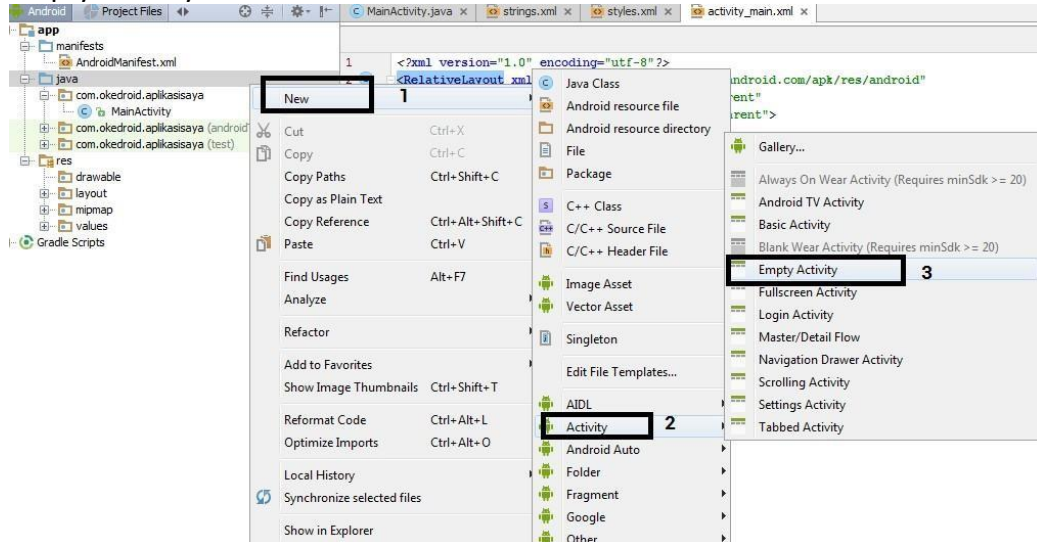 Android Project Files
MainActivity.java × strings.xml × styles.xml × activity_main.xml ×
app
manifests
AndroidManifest.xml
java
com.okedroid.aplikasisaya
MainActivity
com.okedroid.aplikasisaya (android
com.okedroid.aplikasisaya (test)
res
drawable
layout
mipmap
values
Gradle Scripts
1 <?xml version="1.0" encoding="utf-8"?>
2 <RelativeLayout xml
ndroid.com/apk/res/android"
rent"
rent">
New 1
Cut Ctrl+X
Copy Ctrl+C
Copy Paths Ctrl+Shift+C
Copy as Plain Text
Copy Reference Ctrl+Alt+Shift+C
Paste Ctrl+V
Find Usages Alt+F7
Analyze
Refactor
Add to Favorites
Show Image Thumbnails Ctrl+Shift+T
Reformat Code Ctrl+Alt+L
Optimize Imports Ctrl+Alt+O
Local History
Synchronize selected files
Show in Explorer
Java Class
Android resource file
Android resource directory
File
Package
C++ Class
C/C++ Source File
C/C++ Header File
Image Asset
Vector Asset
Singleton
Edit File Templates...
AIDL
Activity 2
Android Auto
Folder
Fragment
Google
Other
Gallery...
Always On Wear Activity (Requires minSdk >= 20)
Android TV Activity
Basic Activity
Blank Wear Activity (Requires minSdk >= 20)
Empty Activity 3
Fullscreen Activity
Login Activity
Master/Detail Flow
Navigation Drawer Activity
Scrolling Activity
Settings Activity
Tabbed Activity